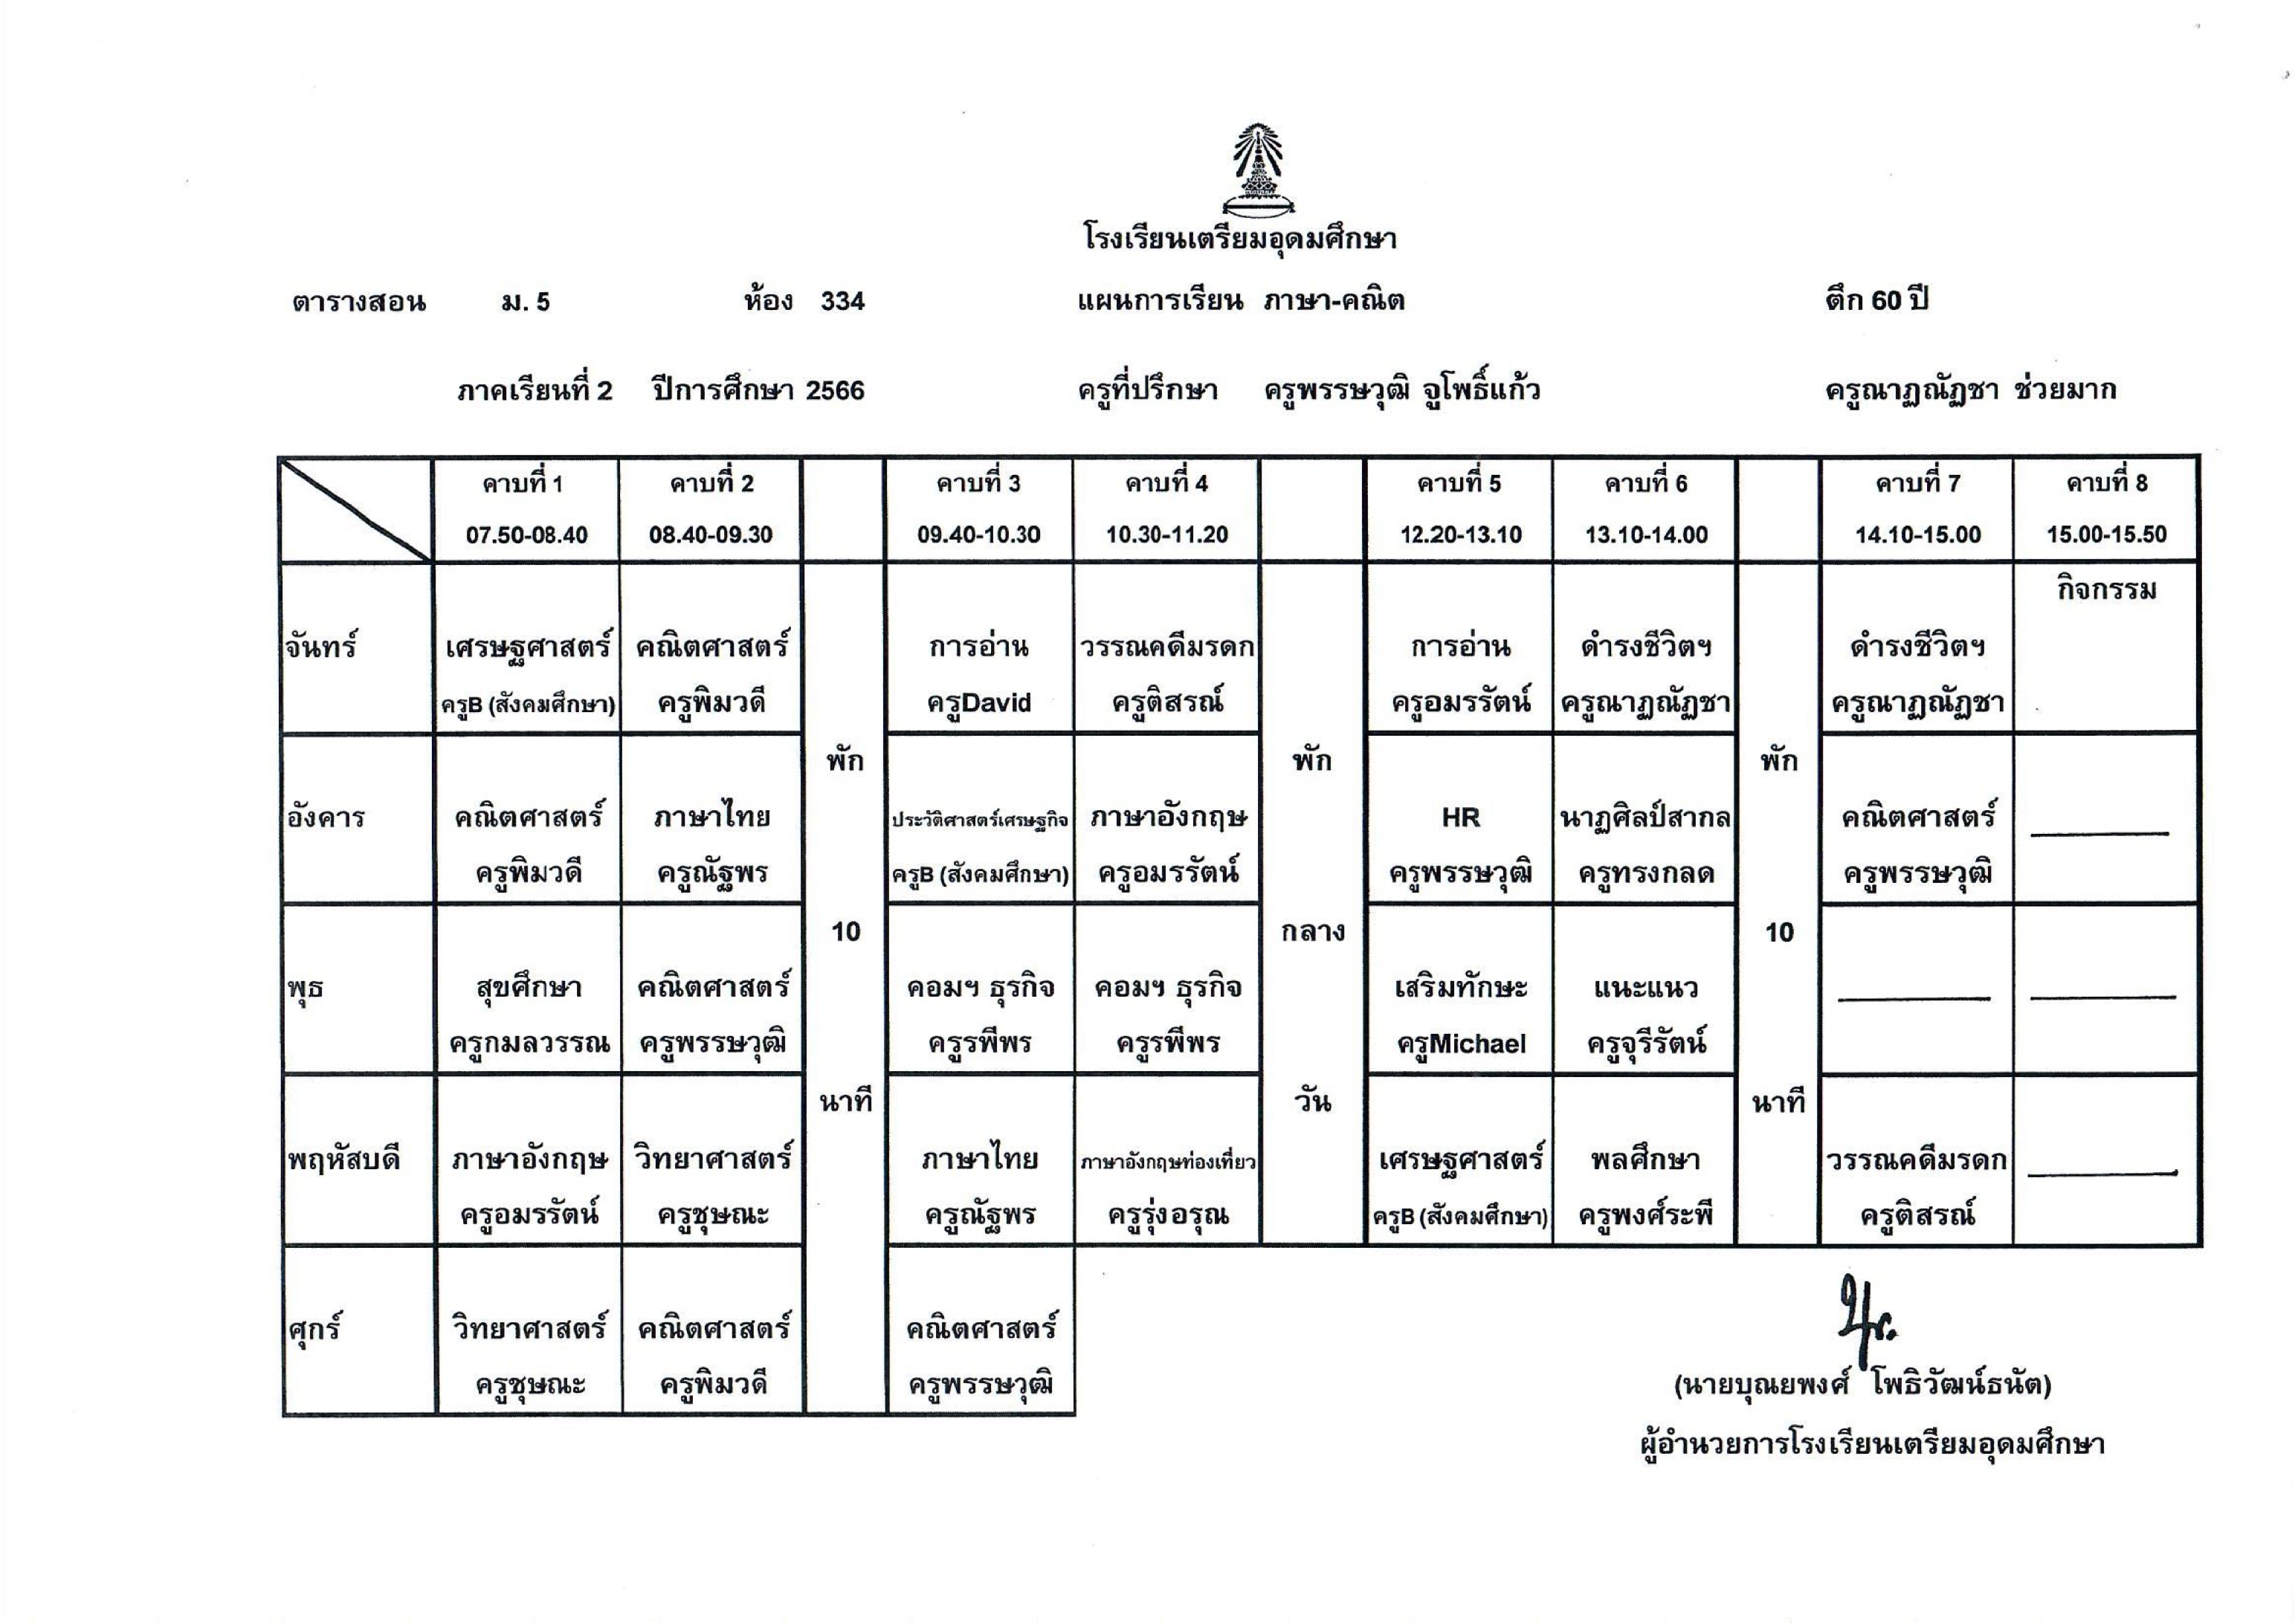 โรงเรียนเตรียมอุดมศึกษา
ตารางสอน ม. 5 ห้อง 334 แผนการเรียน ภาษา-คณิต ตึก 60 ปี
ภาคเรียนที่ 2 ปีการศึกษา 2566 ครูที่ปรึกษา ครูพรรษวุฒิ จูโพธิ์แก้ว ครูณาฏณัฏชา ช่วยมาก
คาบที่ 1 คาบที่ 2 คาบที่ 3 คาบที่ 4 คาบที่ 5 คาบที่ 6 คาบที่ 7 คาบที่ 8
07.50-08.40 08.40-09.30 09.40-10.30 10.30-11.20 12.20-13.10 13.10-14.00 14.10-15.00 15.00-15.50
กิจกรรม
จันทร์ เศรษฐศาสตร์ คณิตศาสตร์ การอ่าน วรรณคดีมรดก การอ่าน ดำรงชีวิตฯ ดำรงชีวิตฯ
ครูB (สังคมศึกษา) ครูพิมวดี ครูDavid ครูติสรณ์ ครูอมรรัตน์ ครูณาฏณัฏชา ครูณาฏณัฏชา
พัก พัก พัก
อังคาร คณิตศาสตร์ ภาษาไทย ประวัติศาสตร์เศรษฐกิจ ภาษาอังกฤษ HR นาฏศิลป์สากล คณิตศาสตร์
ครูพิมวดี ครูณัฐพร ครูB (สังคมศึกษา) ครูอมรรัตน์ ครูพรรษวุฒิ ครูทรงกลด ครูพรรษวุฒิ
10 กลาง 10
พุธ สุขศึกษา คณิตศาสตร์ คอมฯ ธุรกิจ คอมฯ ธุรกิจ เสริมทักษะ แนะแนว
ครูกมลวรรณ ครูพรรษวุฒิ ครูรพีพร ครูรพีพร ครูMichael ครูจุรีรัตน์
นาที วัน นาที
พฤหัสบดี ภาษาอังกฤษ วิทยาศาสตร์ ภาษาไทย ภาษาอังกฤษท่องเที่ยว เศรษฐศาสตร์ พลศึกษา วรรณคดีมรดก
ครูอมรรัตน์ ครูชุษณะ ครูณัฐพร ครูรุ่งอรุณ ครูB (สังคมศึกษา) ครูพงศ์ระพี ครูติสรณ์
ศุกร์ วิทยาศาสตร์ คณิตศาสตร์ คณิตศาสตร์
ครูชุษณะ ครูพิมวดี ครูพรรษวุฒิ
(นายบุณยพงศ์ โพธิวัฒน์ธนัต)
ผู้อำนวยการโรงเรียนเตรียมอุดมศึกษา